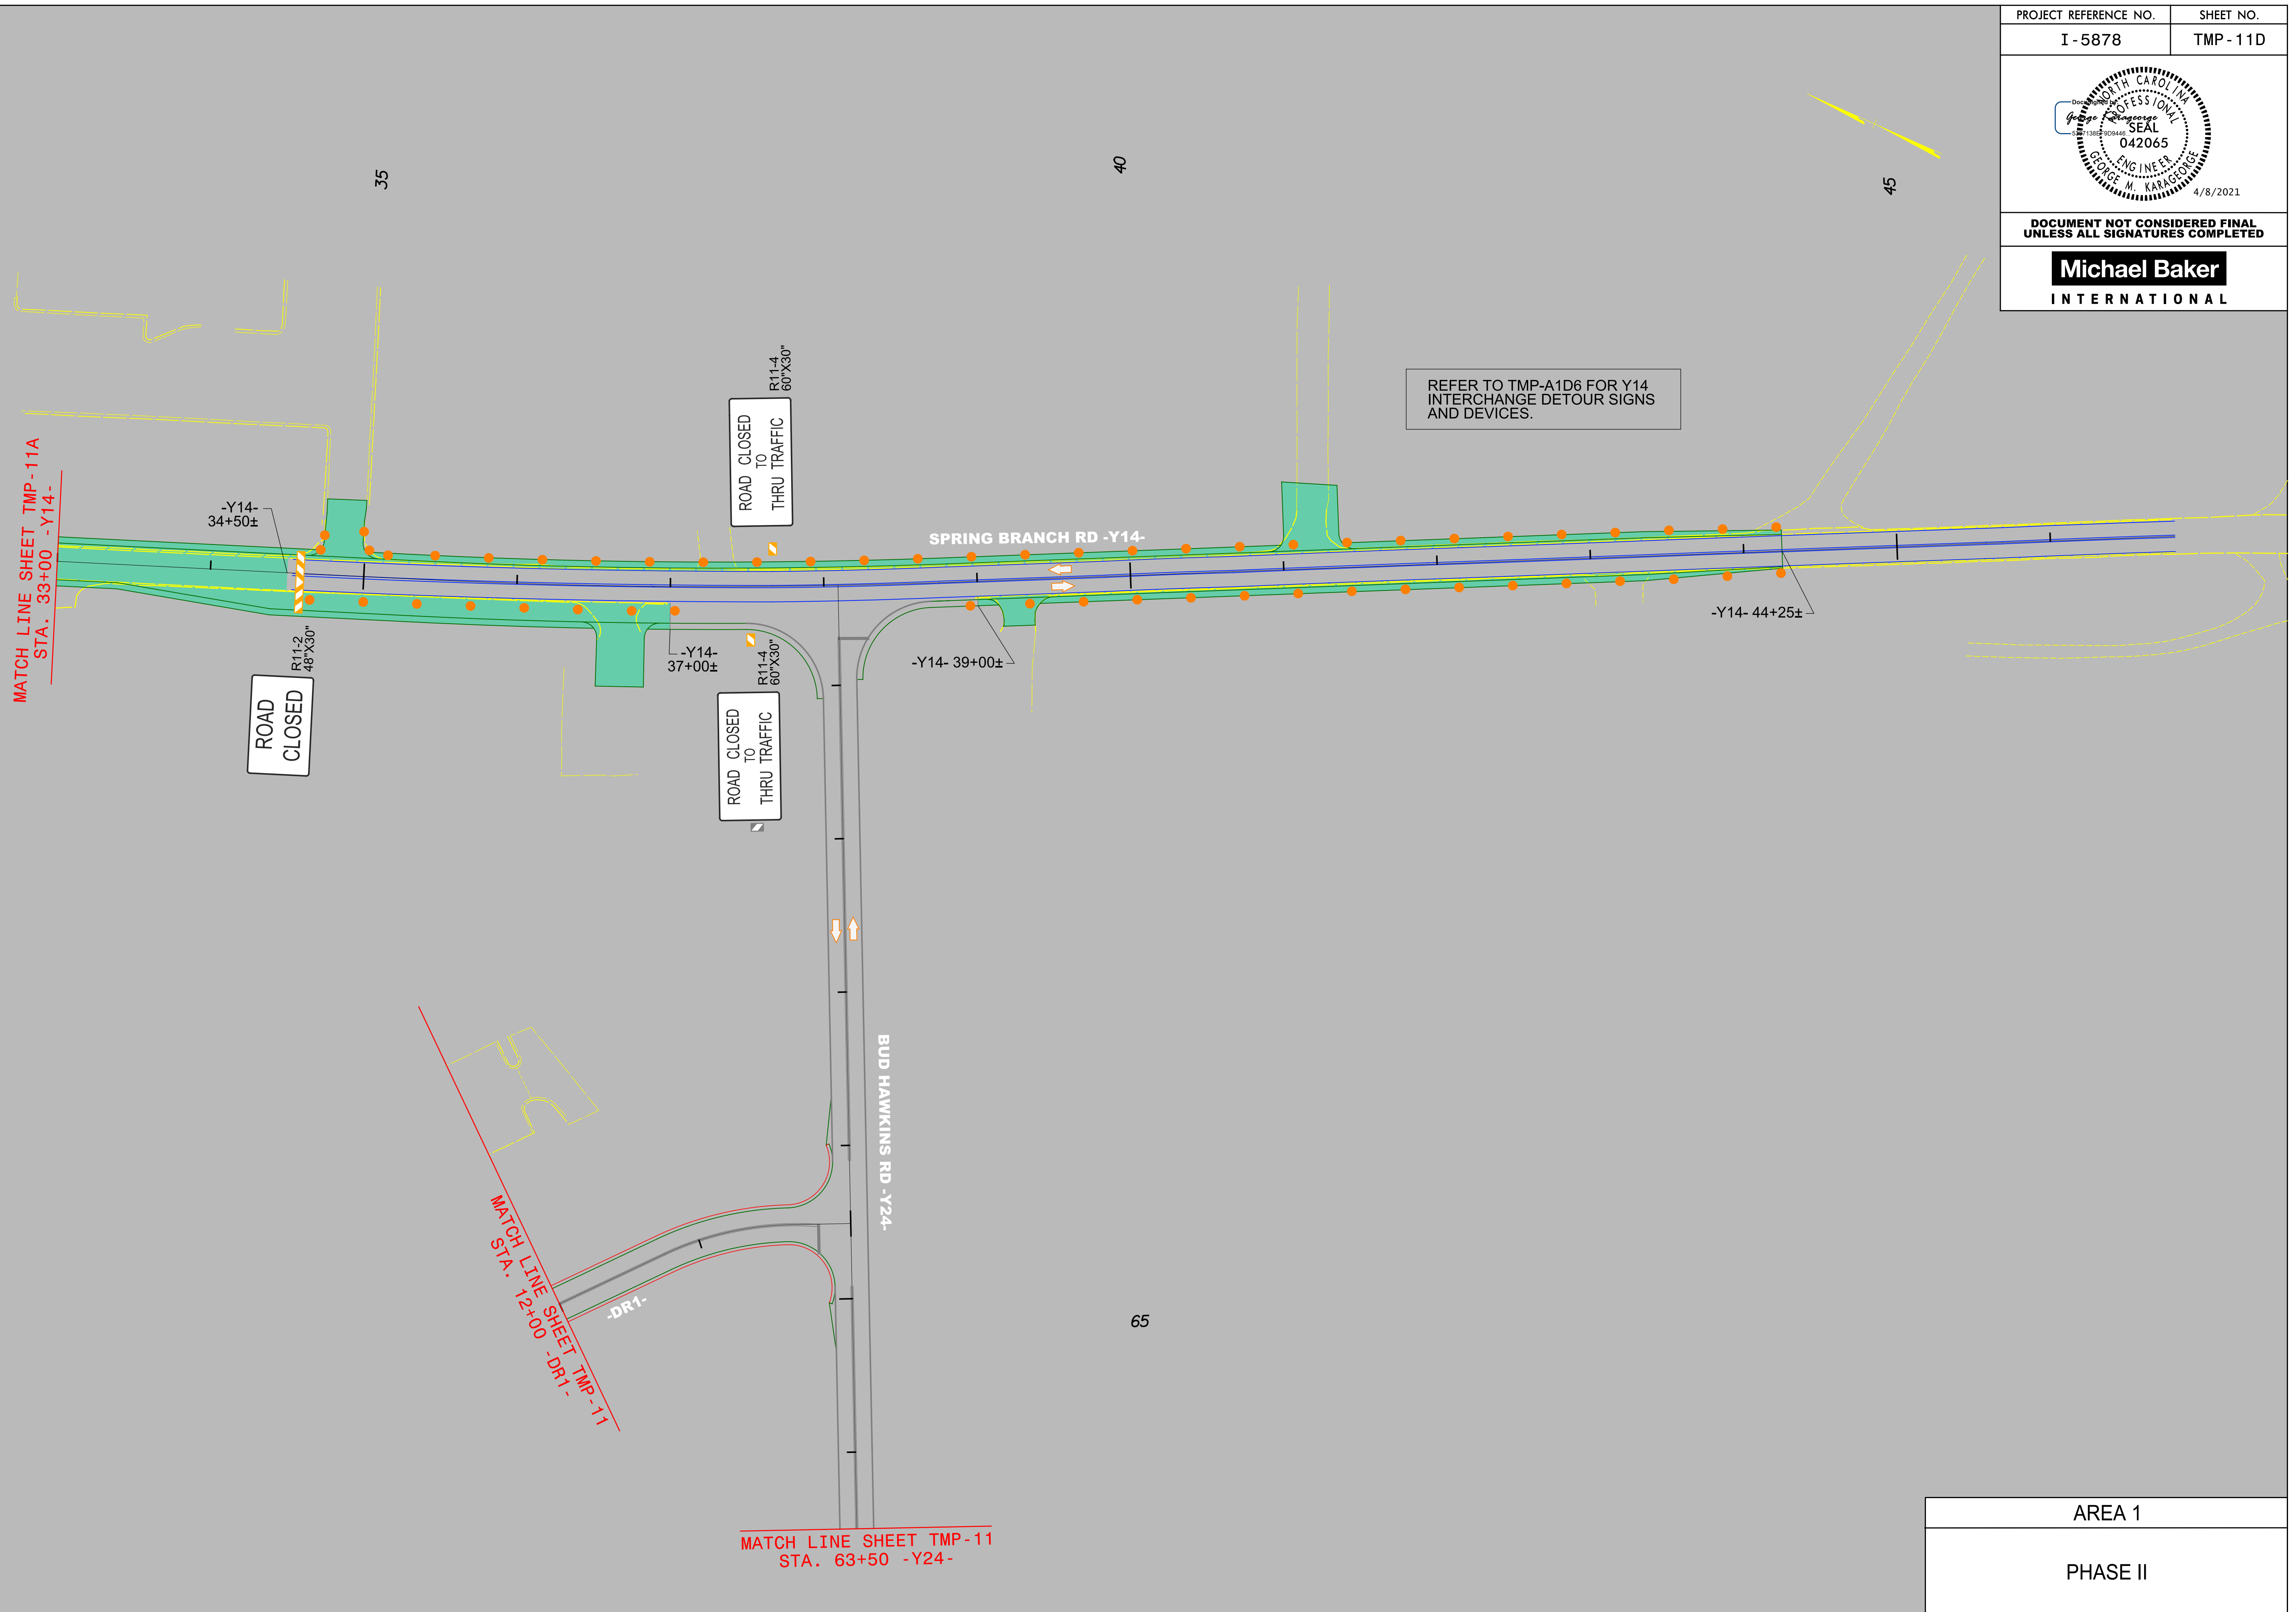 PROJECT REFERENCE NO.
SHEET NO.
I-5878
TMP-11D
NORTH CAROLINA
PROFESSIONAL
SEAL
042065
ENGINEER
GEORGE M. KARAGEORGE
George Karageorge
4/8/2021
DOCUMENT NOT CONSIDERED FINAL
UNLESS ALL SIGNATURES COMPLETED
Michael Baker
INTERNATIONAL
35
40
45
R11-4
60"X30"
ROAD CLOSED
TO
THRU TRAFFIC
REFER TO TMP-A1D6 FOR Y14
INTERCHANGE DETOUR SIGNS
AND DEVICES.
MATCH LINE SHEET TMP-11A
STA. 33+00 -Y14-
-Y14-
34+50±
SPRING BRANCH RD -Y14-
-Y14- 44+25±
R11-2
48"X30"
ROAD
CLOSED
-Y14-
37+00±
R11-4
60"X30"
ROAD CLOSED
TO
THRU TRAFFIC
-Y14- 39+00±
BUD HAWKINS RD -Y24-
MATCH LINE SHEET TMP-11
STA. 12+00 -DR1-
-DR1-
65
MATCH LINE SHEET TMP-11
STA. 63+50 -Y24-
AREA 1
PHASE II